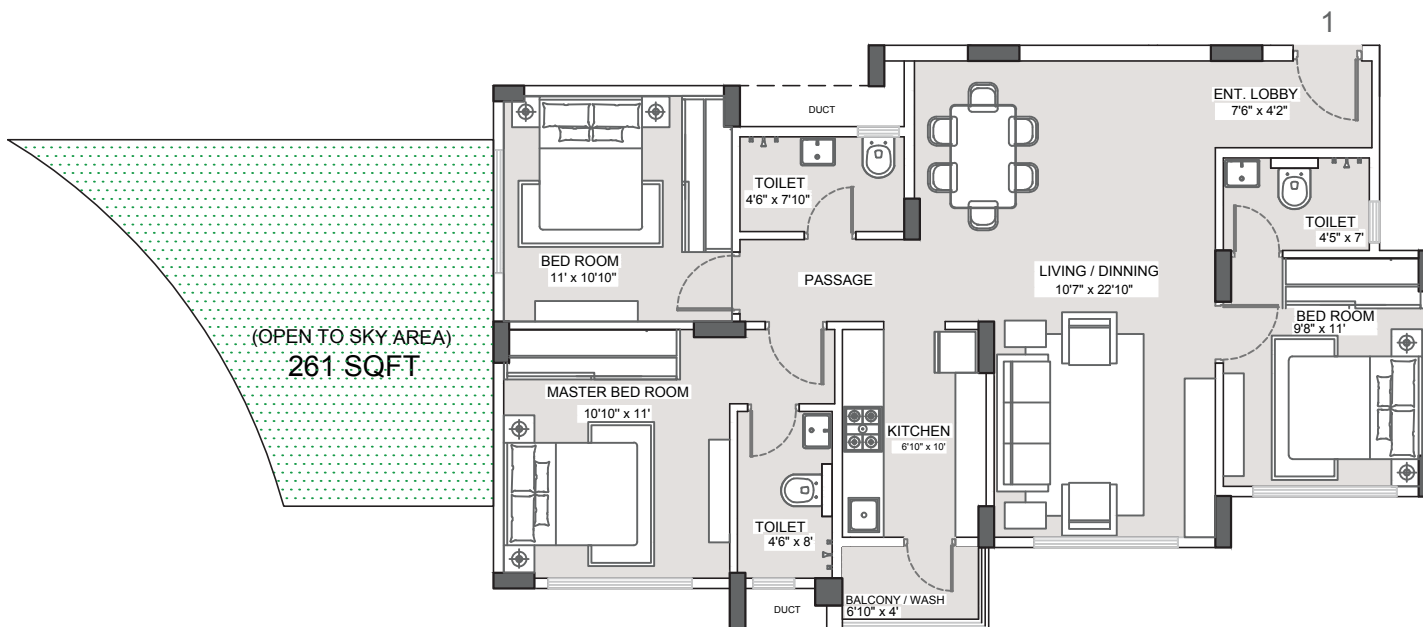 1
ENT. LOBBY
7'6" x 4'2"
DUCT
TOILET
4'6" x 7'10"
TOILET
4'5" x 7'
BED ROOM
11' x 10'10"
PASSAGE
LIVING / DINNING
10'7" x 22'10"
BED ROOM
9'8" x 11'
(OPEN TO SKY AREA)
261 SQFT
MASTER BED ROOM
10'10" x 11'
KITCHEN
6'10" x 10'
TOILET
4'6" x 8'
BALCONY / WASH
6'10" x 4'
DUCT